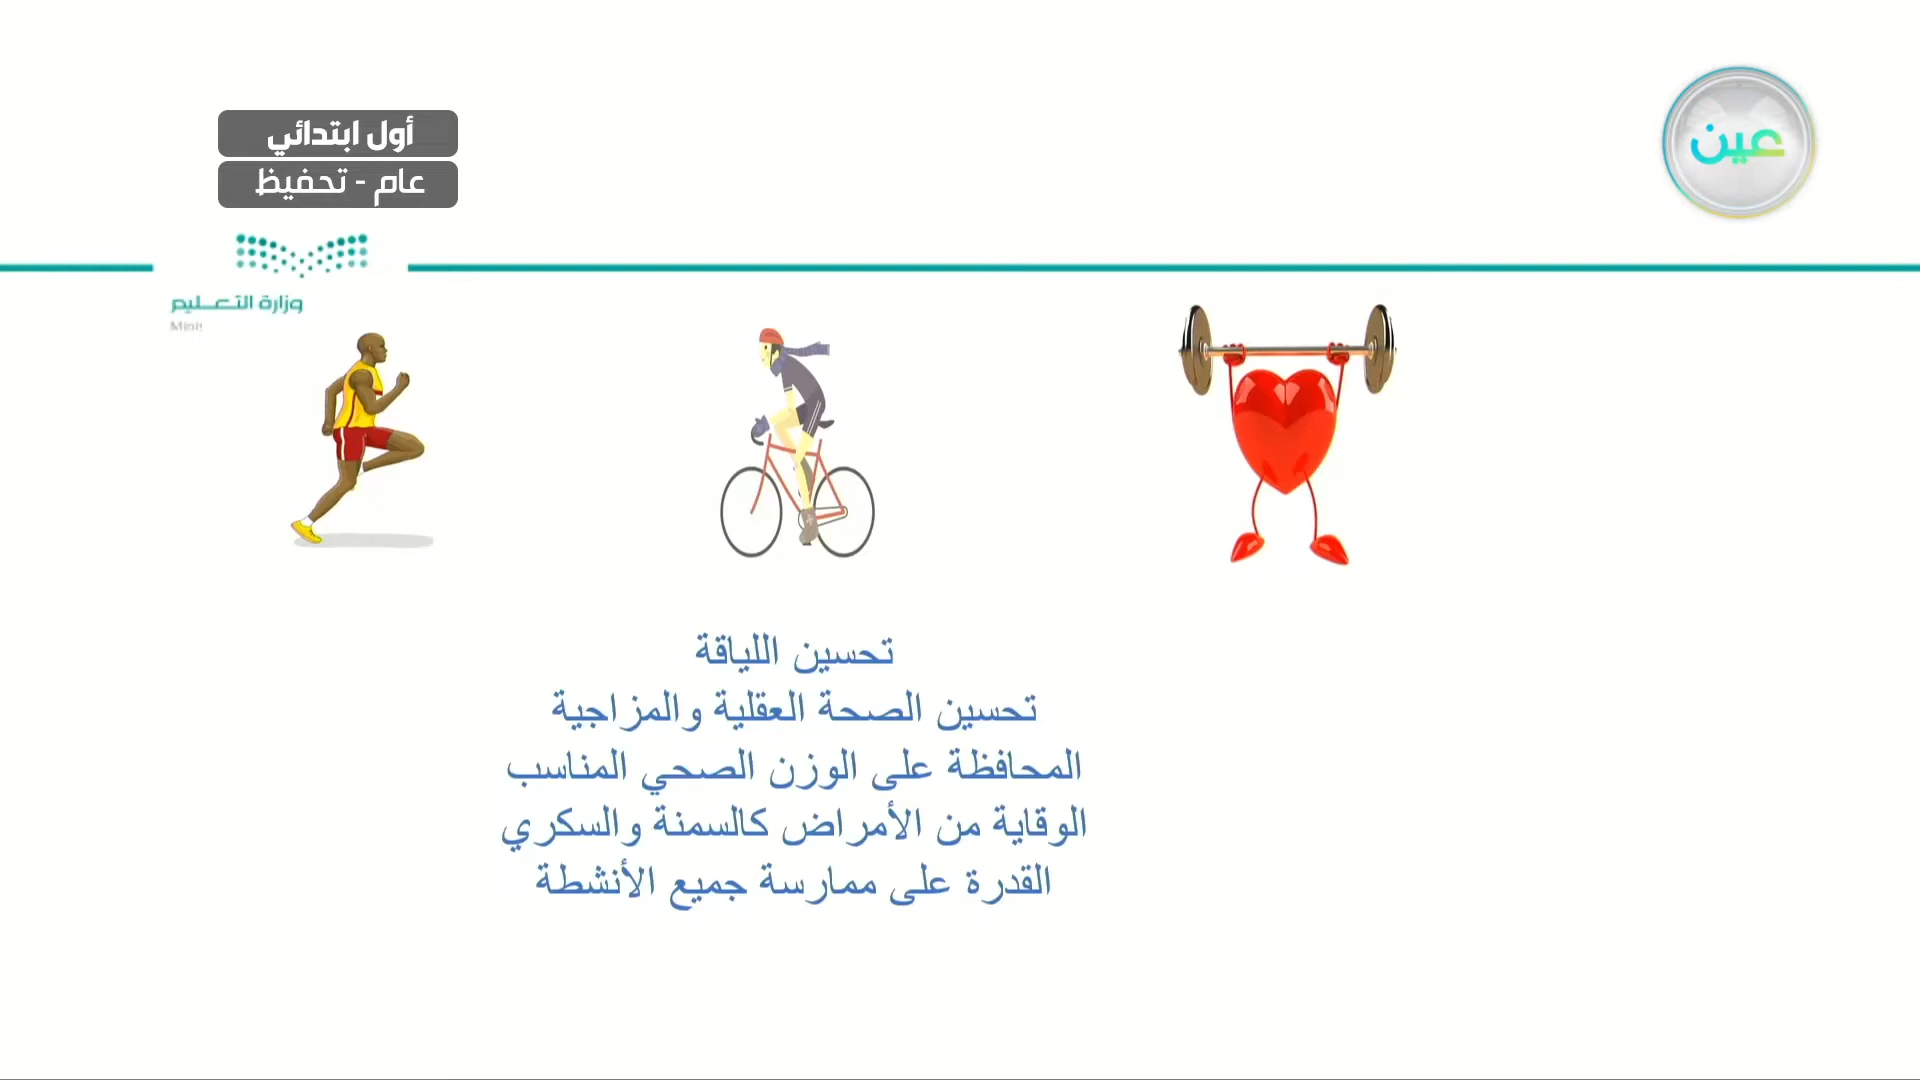 أول ابتدائي
عام - تحفيظ
عين
وزارة التعليم
Minis
تحسين اللياقة
تحسين الصحة العقلية والمزاجية
المحافظة على الوزن الصحي المناسب
الوقاية من الأمراض كالسمنة والسكري
القدرة على ممارسة جميع الأنشطة